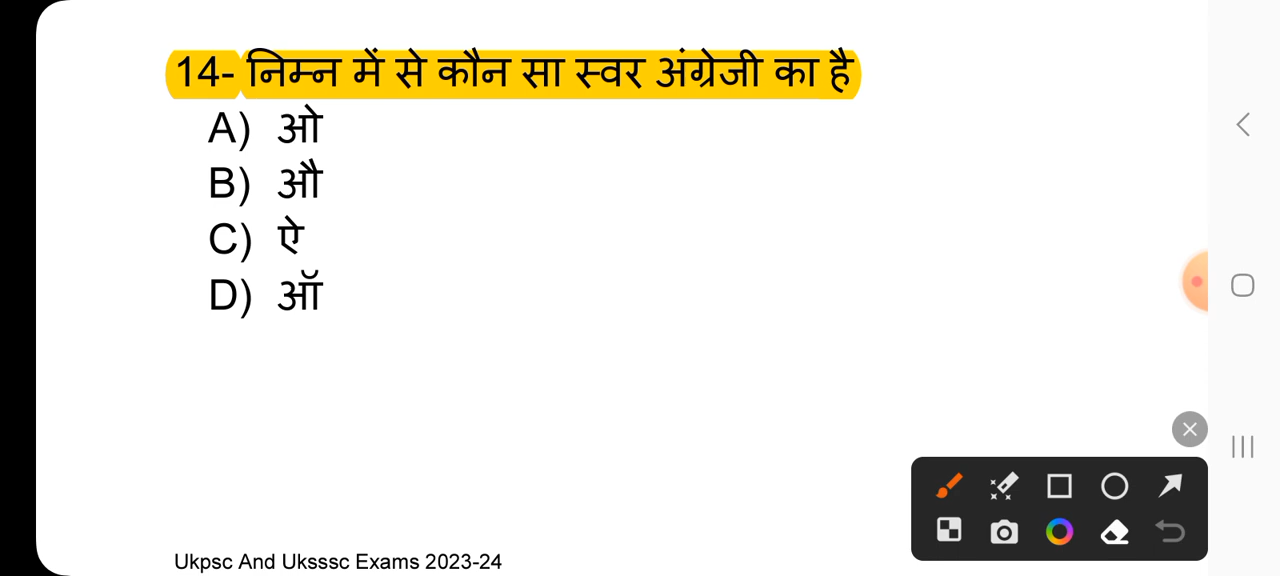 14- निम्न में से कौन सा स्वर अंग्रेजी का है
A) ओ
B) औ
C) ऐ
D) ऑ
Ukpsc And Uksssc Exams 2023-24